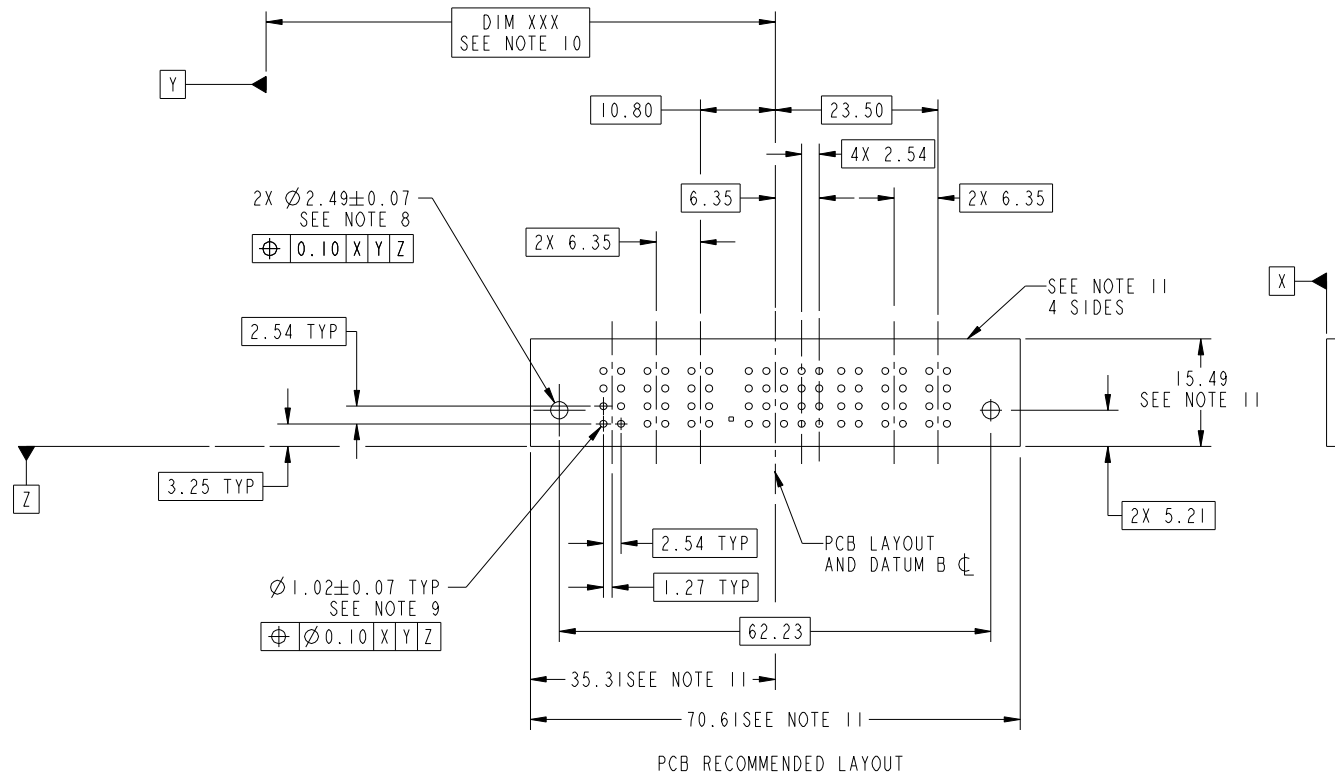 DIM XXX
SEE NOTE 10
Y
10.80
23.50
4X 2.54
6.35
2X 6.35
2X 6.35
2X Ø2.49±0.07
SEE NOTE 8
⌖ 0.10 X Y Z
X
SEE NOTE 11
4 SIDES
2.54 TYP
15.49
SEE NOTE 11
3.25 TYP
Z
2X 5.21
2.54 TYP
PCB LAYOUT
AND DATUM B ℄
1.27 TYP
Ø1.02±0.07 TYP
SEE NOTE 9
⌖ Ø0.10 X Y Z
62.23
35.31SEE NOTE 11
70.61SEE NOTE 11
PCB RECOMMENDED LAYOUT